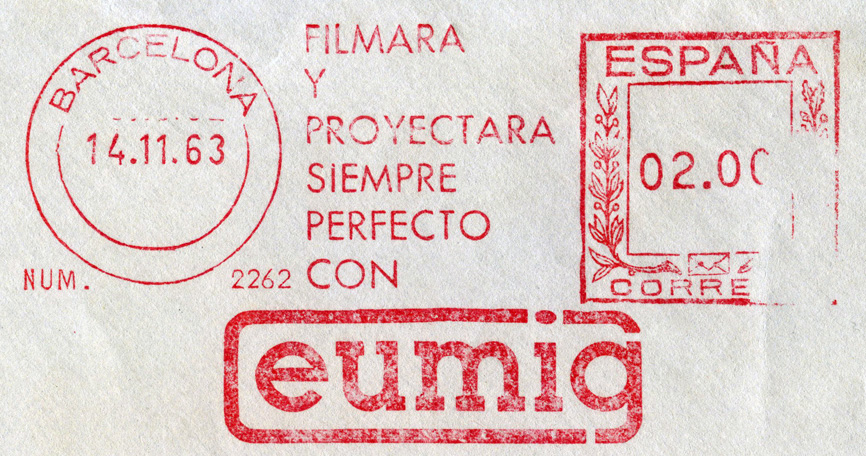 BARCELONA
14.11.63
NUM. 2262
FILMARA
Y
PROYECTARA
SIEMPRE
PERFECTO
CON
eumig
ESPAÑA
02.00
CORRE